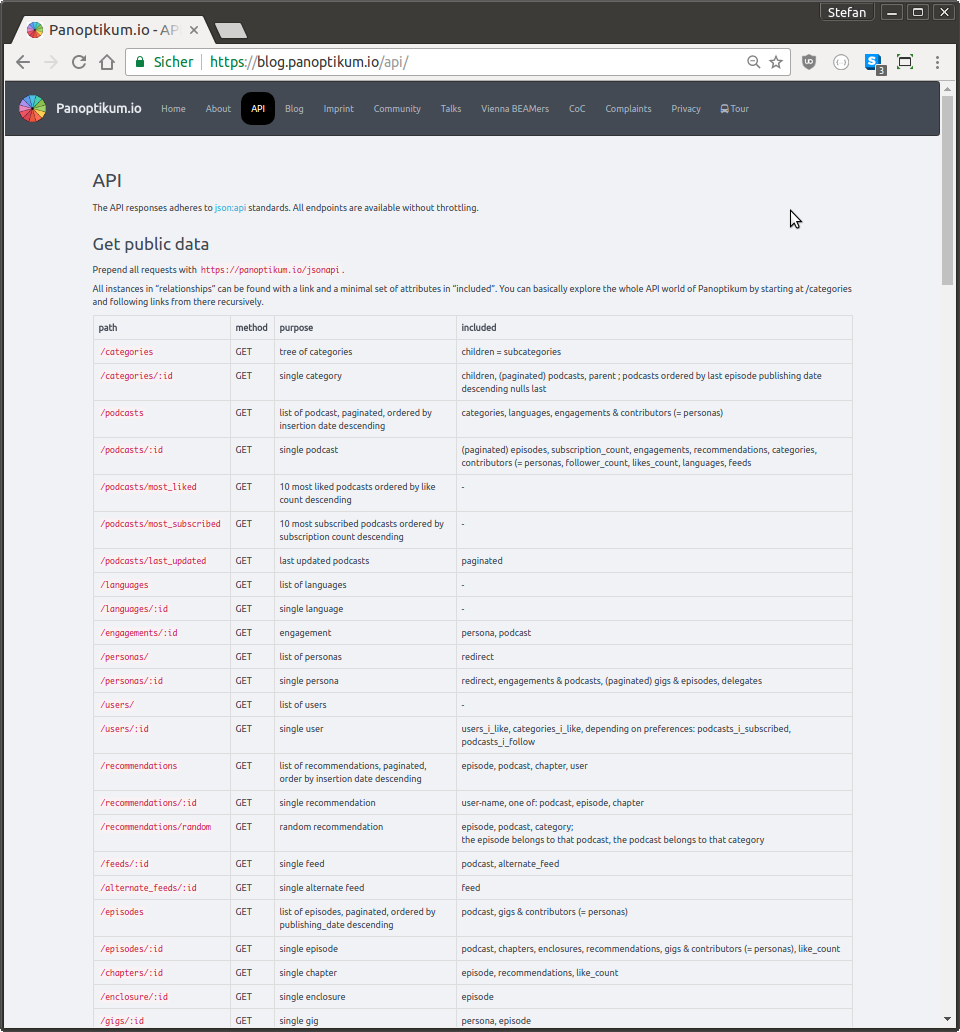 Stefan
Panoptikum.io - AP
Sicher https://blog.panoptikum.io/api/
3
Panoptikum.io Home About API Blog Imprint Community Talks Vienna BEAMers CoC Complaints Privacy Tour
API
The API responses adheres to json:api standards. All endpoints are available without throttling.
Get public data
Prepend all requests with https://panoptikum.io/jsonapi .
All instances in "relationships" can be found with a link and a minimal set of attributes in "included". You can basically explore the whole API world of Panoptikum by starting at /categories
and following links from there recursively.
path method purpose included
/categories GET tree of categories children = subcategories
/categories/:id GET single category children, (paginated) podcasts, parent ; podcasts ordered by last episode publishing date
descending nulls last
/podcasts GET list of podcast, paginated, ordered by categories, languages, engagements & contributors (= personas)
insertion date descending
/podcasts/:id GET single podcast (paginated) episodes, subscription_count, engagements, recommendations, categories,
contributors (= personas, follower_count, likes_count, languages, feeds
/podcasts/most_liked GET 10 most liked podcasts ordered by like -
count descending
/podcasts/most_subscribed GET 10 most subscribed podcasts ordered by -
subscription count descending
/podcasts/last_updated GET last updated podcasts paginated
/languages GET list of languages -
/languages/:id GET single language -
/engagements/:id GET engagement persona, podcast
/personas/ GET list of personas redirect
/personas/:id GET single persona redirect, engagements & podcasts, (paginated) gigs & episodes, delegates
/users/ GET list of users -
/users/:id GET single user users_i_like, categories_i_like, depending on preferences: podcasts_i_subscribed,
podcasts_i_follow
/recommendations GET list of recommendations, paginated, episode, podcast, chapter, user
order by insertion date descending
/recommendations/:id GET single recommendation user-name, one of: podcast, episode, chapter
/recommendations/random GET random recommendation episode, podcast, category;
the episode belongs to that podcast, the podcast belongs to that category
/feeds/:id GET single feed podcast, alternate_feed
/alternate_feeds/:id GET single alternate feed feed
/episodes GET list of episodes, paginated, ordered by podcast, gigs & contributors (= personas)
publishing_date descending
/episodes/:id GET single episode podcast, chapters, enclosures, recommendations, gigs & contributors (= personas), like_count
/chapters/:id GET single chapter episode, recommendations, like_count
/enclosure/:id GET single enclosure episode
/gigs/:id GET single gig persona, episode